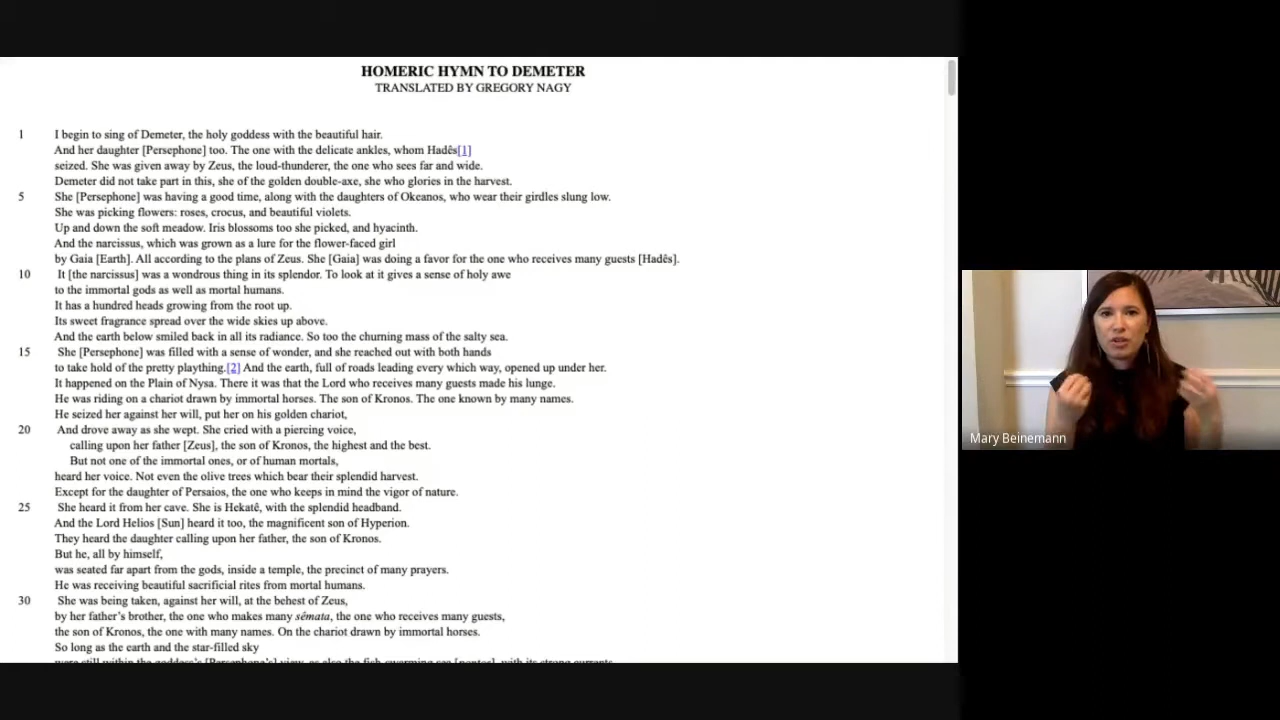 HOMERIC HYMN TO DEMETER
TRANSLATED BY GREGORY NAGY
1 I begin to sing of Demeter, the holy goddess with the beautiful hair.
And her daughter [Persephone] too. The one with the delicate ankles, whom Hadês[1]
seized. She was given away by Zeus, the loud-thunderer, the one who sees far and wide.
Demeter did not take part in this, she of the golden double-axe, she who glories in the harvest.
5 She [Persephone] was having a good time, along with the daughters of Okeanos, who wear their girdles slung low.
She was picking flowers: roses, crocus, and beautiful violets.
Up and down the soft meadow. Iris blossoms too she picked, and hyacinth.
And the narcissus, which was grown as a lure for the flower-faced girl
by Gaia [Earth]. All according to the plans of Zeus. She [Gaia] was doing a favor for the one who receives many guests [Hadês].
10 It [the narcissus] was a wondrous thing in its splendor. To look at it gives a sense of holy awe
to the immortal gods as well as mortal humans.
It has a hundred heads growing from the root up.
Its sweet fragrance spread over the wide skies up above.
And the earth below smiled back in all its radiance. So too the churning mass of the salty sea.
15 She [Persephone] was filled with a sense of wonder, and she reached out with both hands
to take hold of the pretty plaything.[2] And the earth, full of roads leading every which way, opened up under her.
It happened on the Plain of Nysa. There it was that the Lord who receives many guests made his lunge.
He was riding on a chariot drawn by immortal horses. The son of Kronos. The one known by many names.
He seized her against her will, put her on his golden chariot,
20 And drove away as she wept. She cried with a piercing voice,
calling upon her father [Zeus], the son of Kronos, the highest and the best.
But not one of the immortal ones, or of human mortals,
heard her voice. Not even the olive trees which bear their splendid harvest.
Except for the daughter of Persaios, the one who keeps in mind the vigor of nature.
25 She heard it from her cave. She is Hekatê, with the splendid headband.
And the Lord Helios [Sun] heard it too, the magnificent son of Hyperion.
They heard the daughter calling upon her father, the son of Kronos.
But he, all by himself,
was seated far apart from the gods, inside a temple, the precinct of many prayers.
He was receiving beautiful sacrificial rites from mortal humans.
30 She was being taken, against her will, at the behest of Zeus,
by her father's brother, the one who makes many sêmata, the one who receives many guests,
the son of Kronos, the one with many names. On the chariot drawn by immortal horses.
So long as the earth and the star-filled sky
were still within the goddess's [Persephone's] view, as also the fish-swarming sea [pontos], with its strong currents
Mary Beinemann